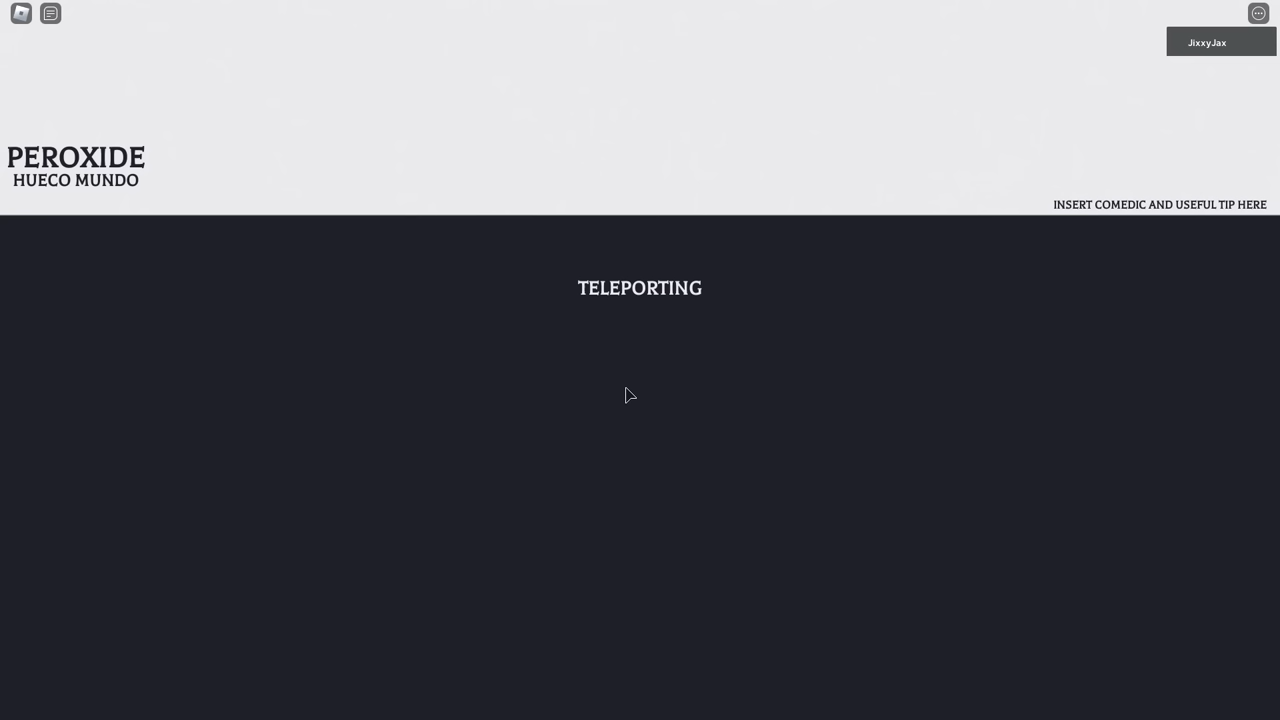 JixxyJax
PEROXIDE
HUECO MUNDO
INSERT COMEDIC AND USEFUL TIP HERE
TELEPORTING